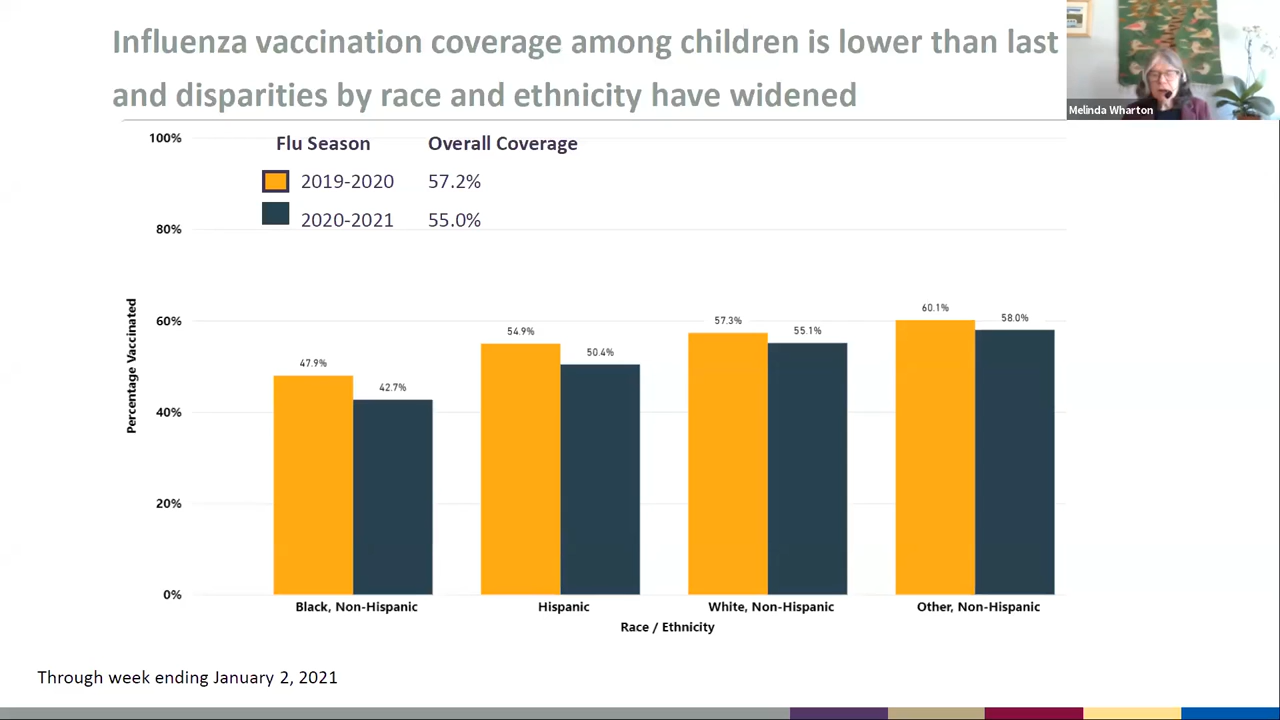 Influenza vaccination coverage among children is lower than last
and disparities by race and ethnicity have widened
Melinda Wharton
Flu Season Overall Coverage
2019-2020 57.2%
2020-2021 55.0%
Percentage Vaccinated
100%
80%
60%
40%
20%
0%
47.9%
42.7%
54.9%
50.4%
57.3%
55.1%
60.1%
58.0%
Black, Non-Hispanic
Hispanic
White, Non-Hispanic
Other, Non-Hispanic
Race / Ethnicity
Through week ending January 2, 2021